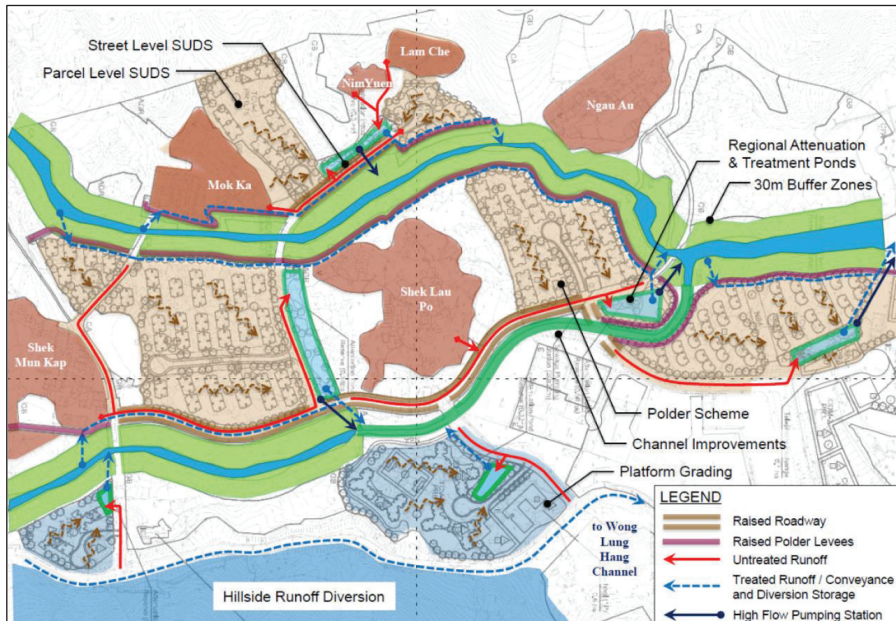 Street Level SUDS
Parcel Level SUDS
Lam Che
NimYuen
Ngau Au
Regional Attenuation
& Treatment Ponds
30m Buffer Zones
Mok Ka
Shek Lau
Po
Shek
Mun Kap
Polder Scheme
Channel Improvements
Platform Grading
to Wong
Lung
Hang
Channel
Hillside Runoff Diversion
LEGEND
Raised Roadway
Raised Polder Levees
Untreated Runoff
Treated Runoff / Conveyance
and Diversion Storage
High Flow Pumping Station